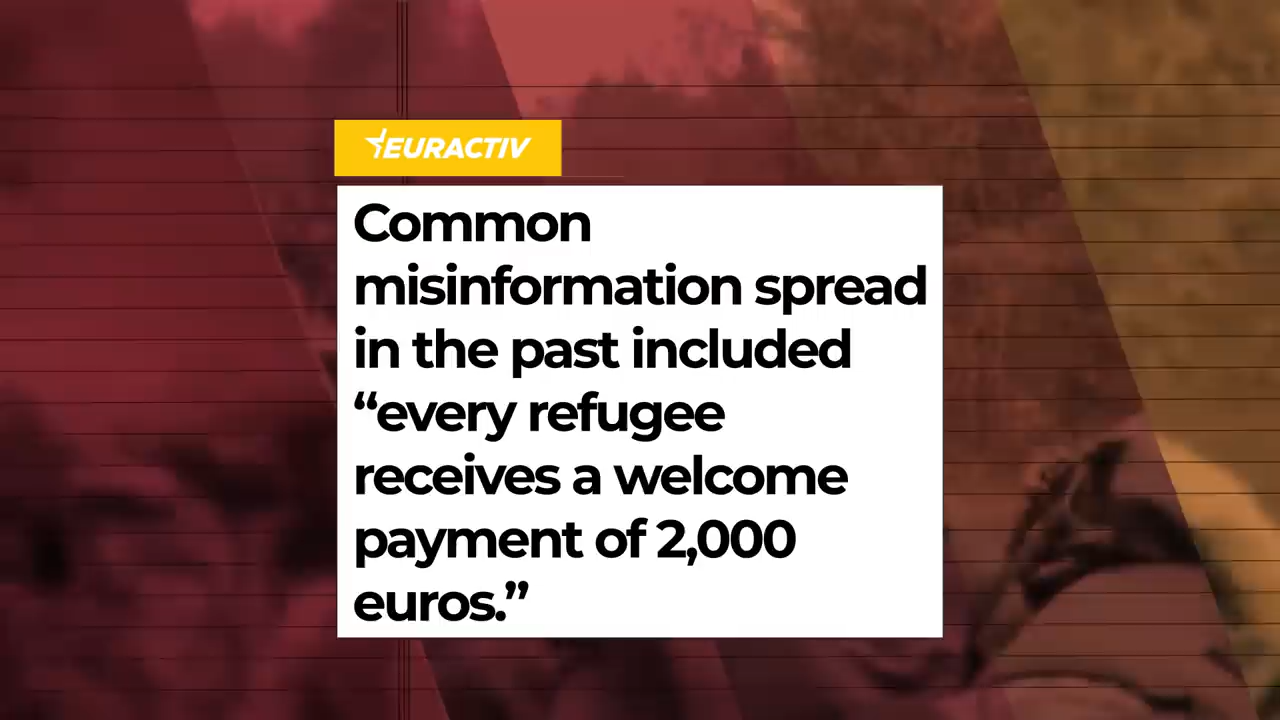 EURACTIV
Common
misinformation spread
in the past included
“every refugee
receives a welcome
payment of 2,000
euros.”